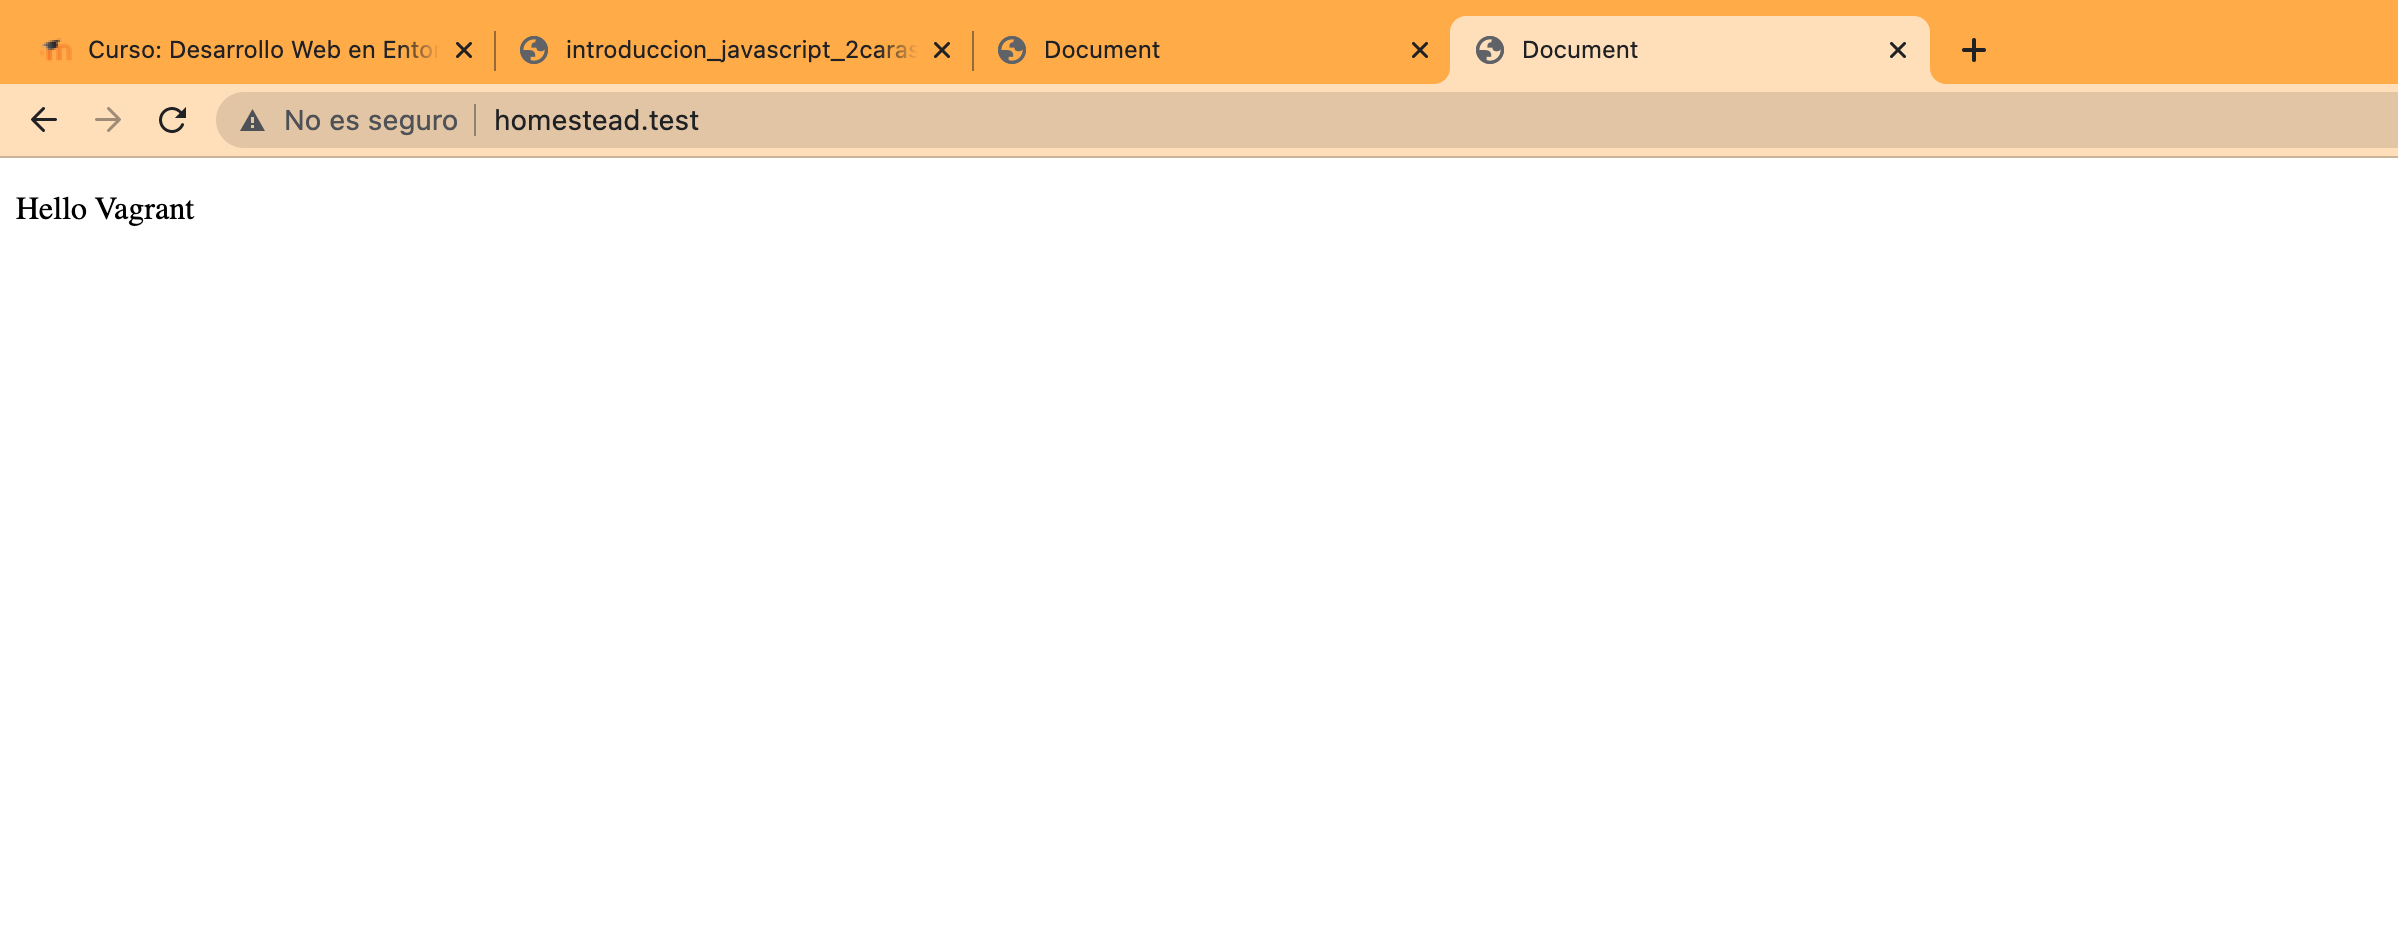 Curso: Desarrollo Web en Ento
introduccion_javascript_2caras
Document
Document
No es seguro
homestead.test
Hello Vagrant